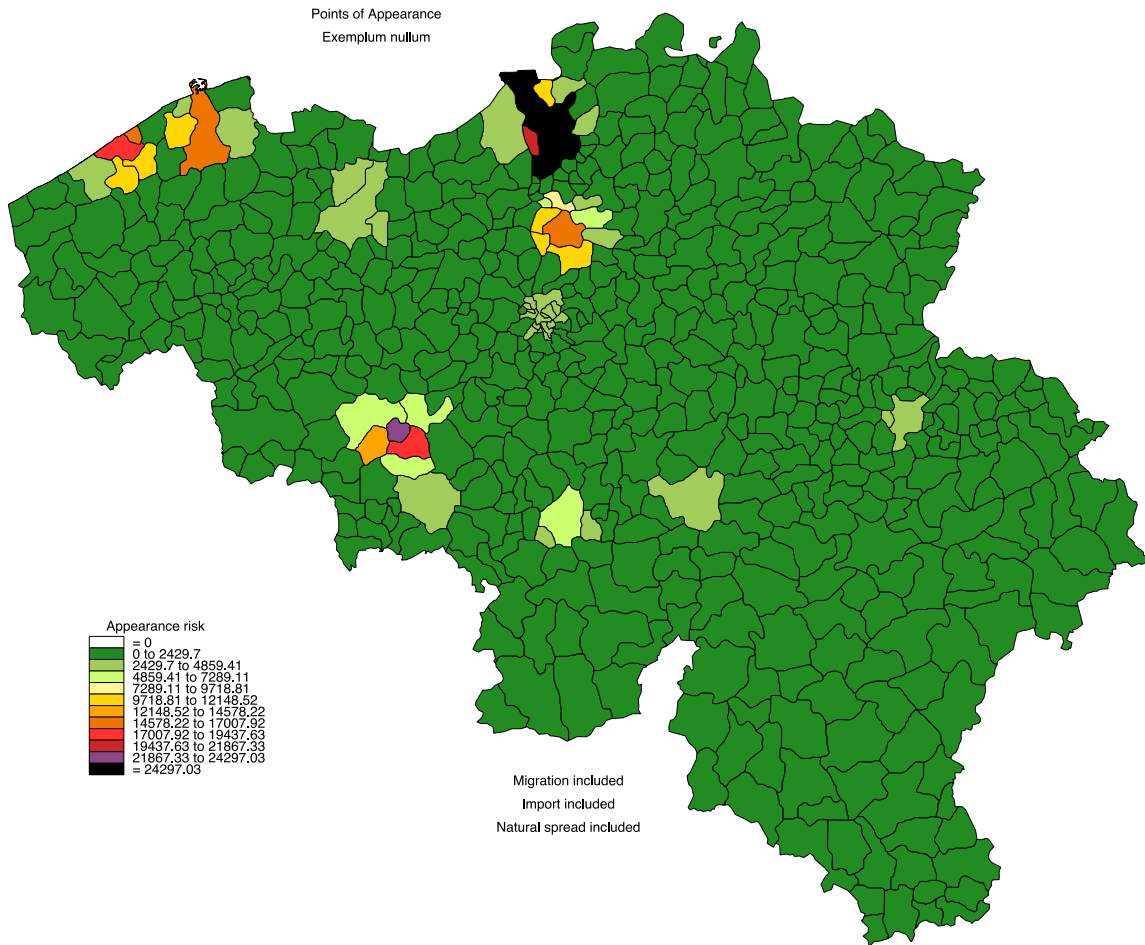 Points of Appearance
Exemplum nullum
Appearance risk
= 0
0 to 2429.7
2429.7 to 4859.41
4859.41 to 7289.11
7289.11 to 9718.81
9718.81 to 12148.52
12148.52 to 14578.22
14578.22 to 17007.92
17007.92 to 19437.63
19437.63 to 21867.33
21867.33 to 24297.03
= 24297.03
Migration included
Import included
Natural spread included